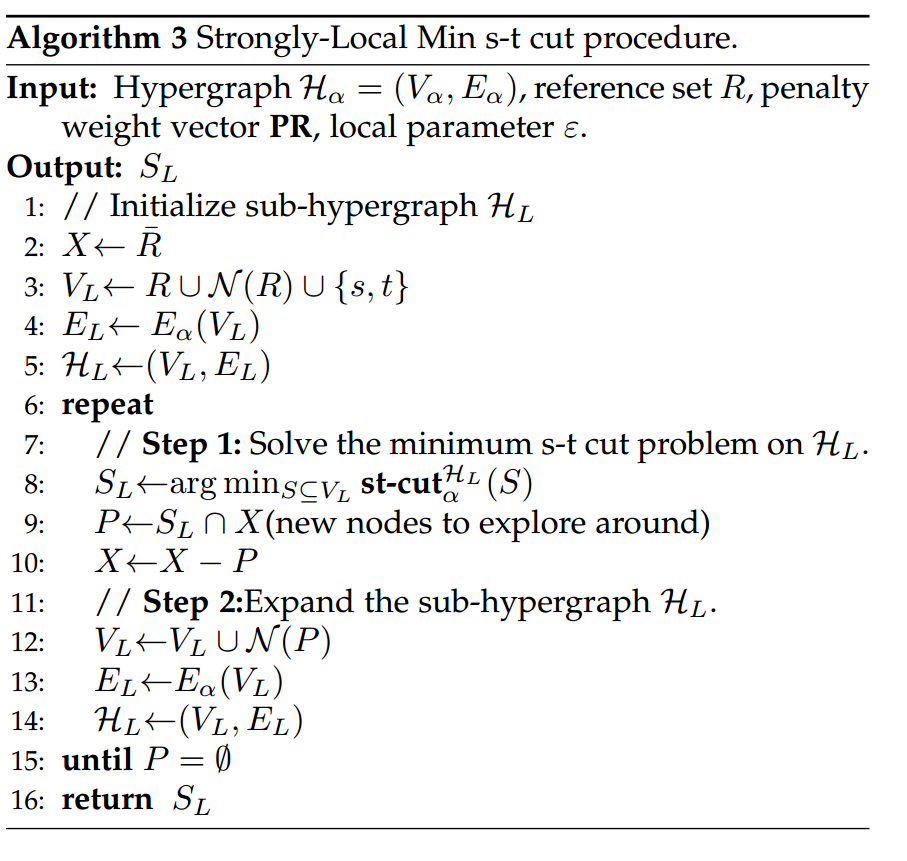 Algorithm 3 Strongly-Local Min s-t cut procedure.
Input: Hypergraph $\mathcal{H}_\alpha = (V_\alpha, E_\alpha)$, reference set $R$, penalty
weight vector PR, local parameter $\varepsilon$.
Output: $S_L$
1: // Initialize sub-hypergraph $\mathcal{H}_L$
2: $X \leftarrow \bar{R}$
3: $V_L \leftarrow R \cup \mathcal{N}(R) \cup \{s, t\}$
4: $E_L \leftarrow E_\alpha(V_L)$
5: $\mathcal{H}_L \leftarrow (V_L, E_L)$
6: repeat
7: // Step 1: Solve the minimum s-t cut problem on $\mathcal{H}_L$.
8: $S_L \leftarrow \arg\min_{S \subseteq V_L} \textbf{st-cut}_\alpha^{\mathcal{H}_L}(S)$
9: $P \leftarrow S_L \cap X$(new nodes to explore around)
10: $X \leftarrow X - P$
11: // Step 2:Expand the sub-hypergraph $\mathcal{H}_L$.
12: $V_L \leftarrow V_L \cup \mathcal{N}(P)$
13: $E_L \leftarrow E_\alpha(V_L)$
14: $\mathcal{H}_L \leftarrow (V_L, E_L)$
15: until $P = \emptyset$
16: return $S_L$